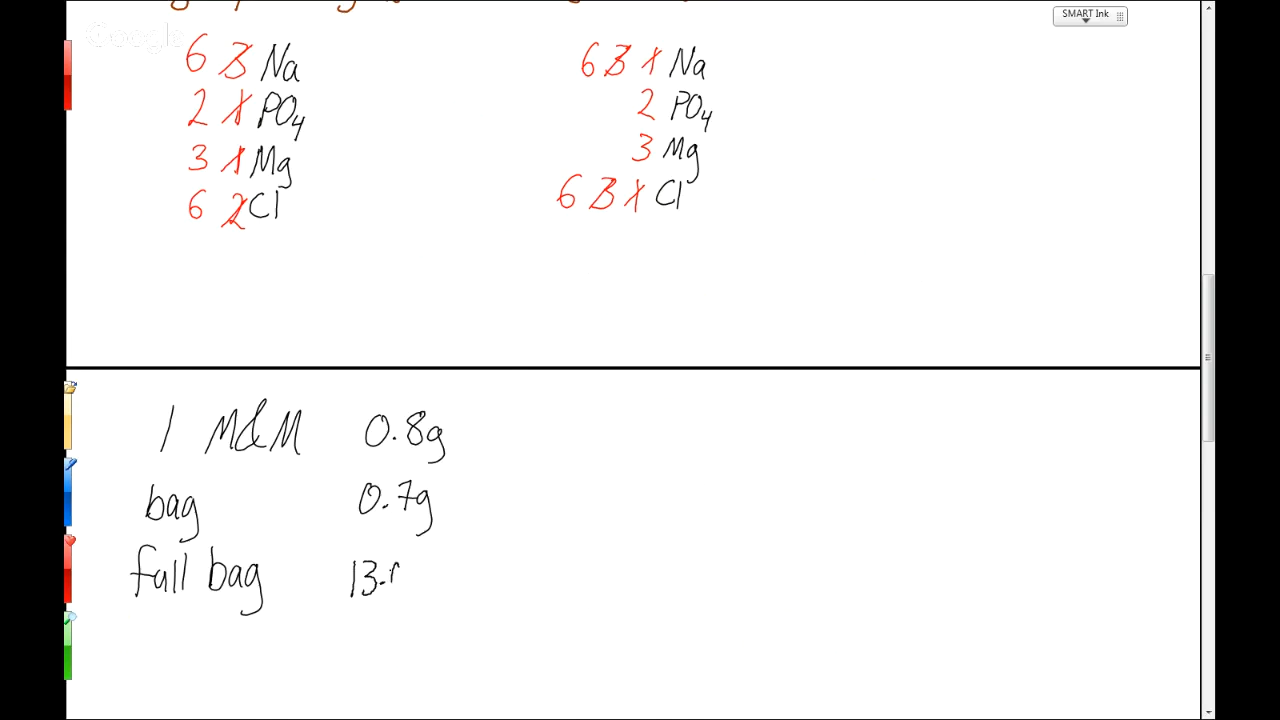 Google
SMART Ink
6 3 Na
2 1 PO4
3 1 Mg
6 2 Cl
6 3 1 Na
2 PO4
3 Mg
6 3 1 Cl
1 M&M 0.8g
bag 0.7g
full bag 13.